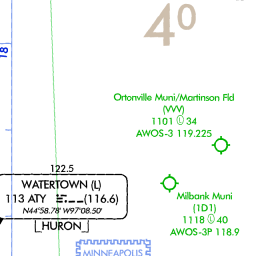 4⁰
18
Ortonville Muni/Martinson Fld
(VVV)
1101 Ⓛ 34
AWOS-3 119.225
122.5
WATERTOWN (L)
113 ATY (116.6)
N44°58.78' W97°08.50'
HURON
Milbank Muni
(1D1)
1118 Ⓛ 40
AWOS-3P 118.9
MINNEAPOLIS